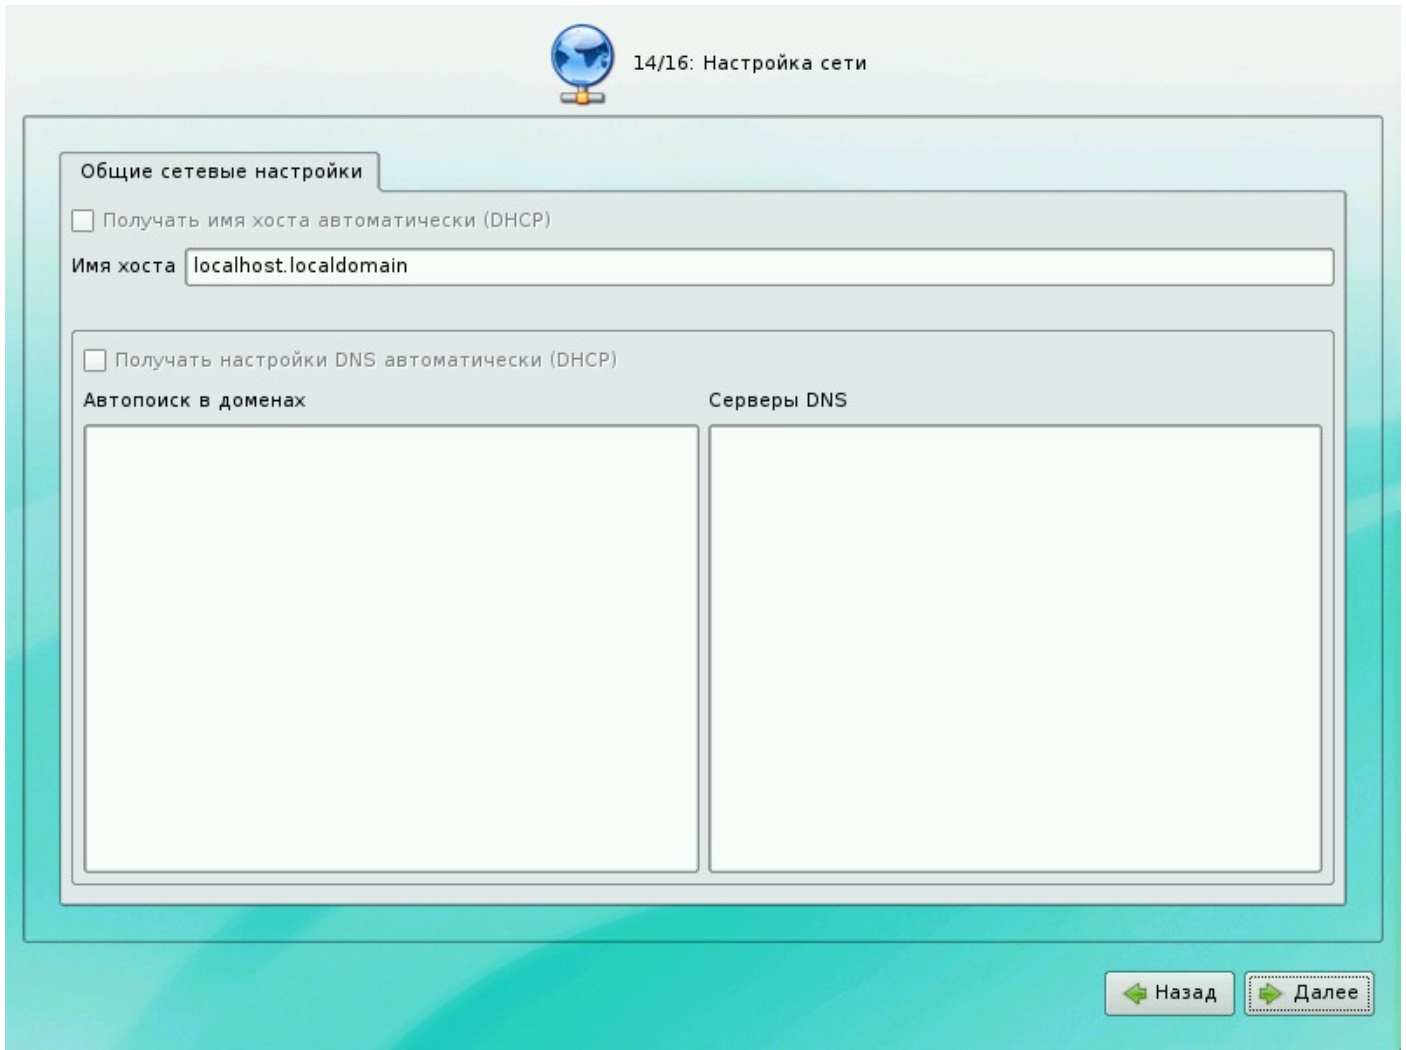 14/16: Настройка сети
Общие сетевые настройки
Получать имя хоста автоматически (DHCP)
Имя хоста localhost.localdomain
Получать настройки DNS автоматически (DHCP)
Автопоиск в доменах Серверы DNS
Назад Далее